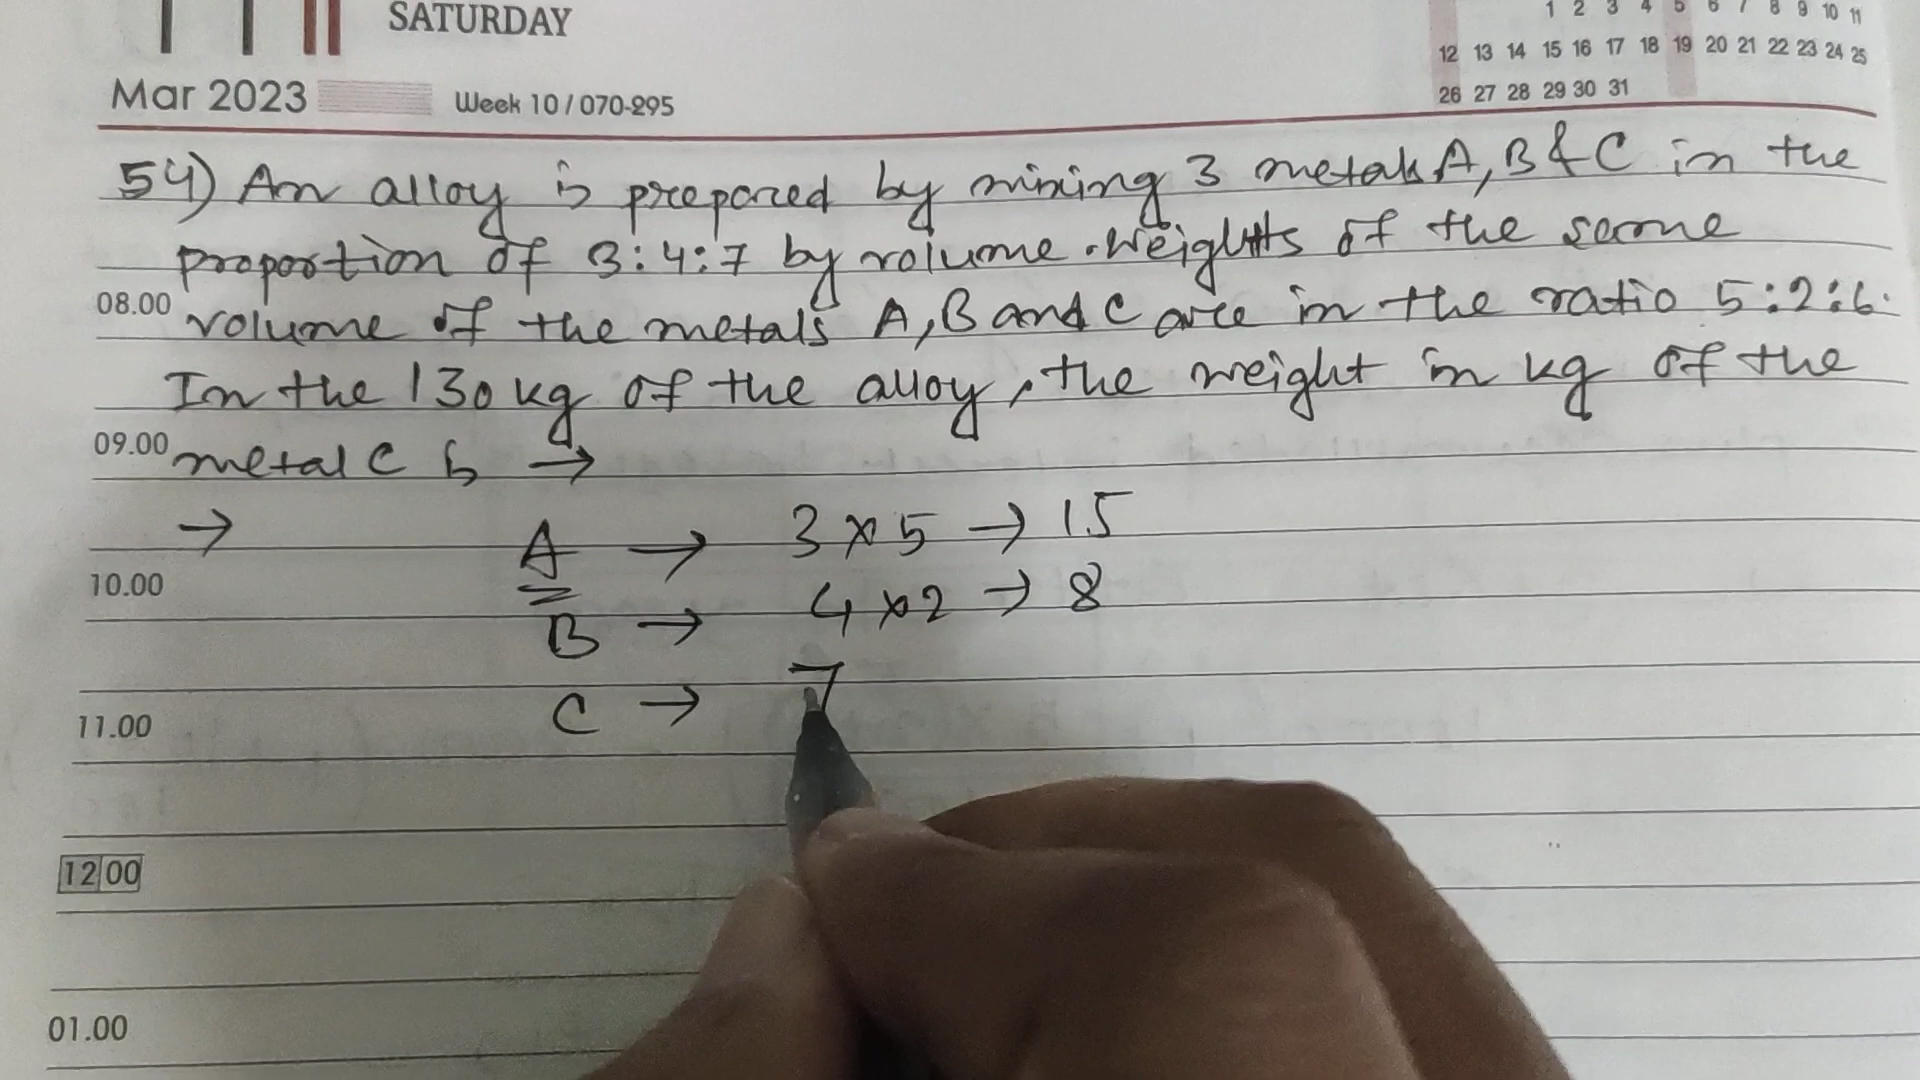 SATURDAY
1 2 3 4 5 6 7 8 9 10 11
12 13 14 15 16 17 18 19 20 21 22 23 24 25
26 27 28 29 30 31
Mar 2023 Week 10 / 070-295
54) An alloy is prepared by mixing 3 metals A, B & C in the
proportion of 3:4:7 by volume. Weights of the same
08.00 volume of the metals A, B and C are in the ratio 5:2:6.
In the 130 kg of the alloy, the weight in kg of the
09.00 metal C is →
→ A → 3 × 5 → 15
10.00
B → 4 × 2 → 8
C → 7
11.00
12 00
01.00